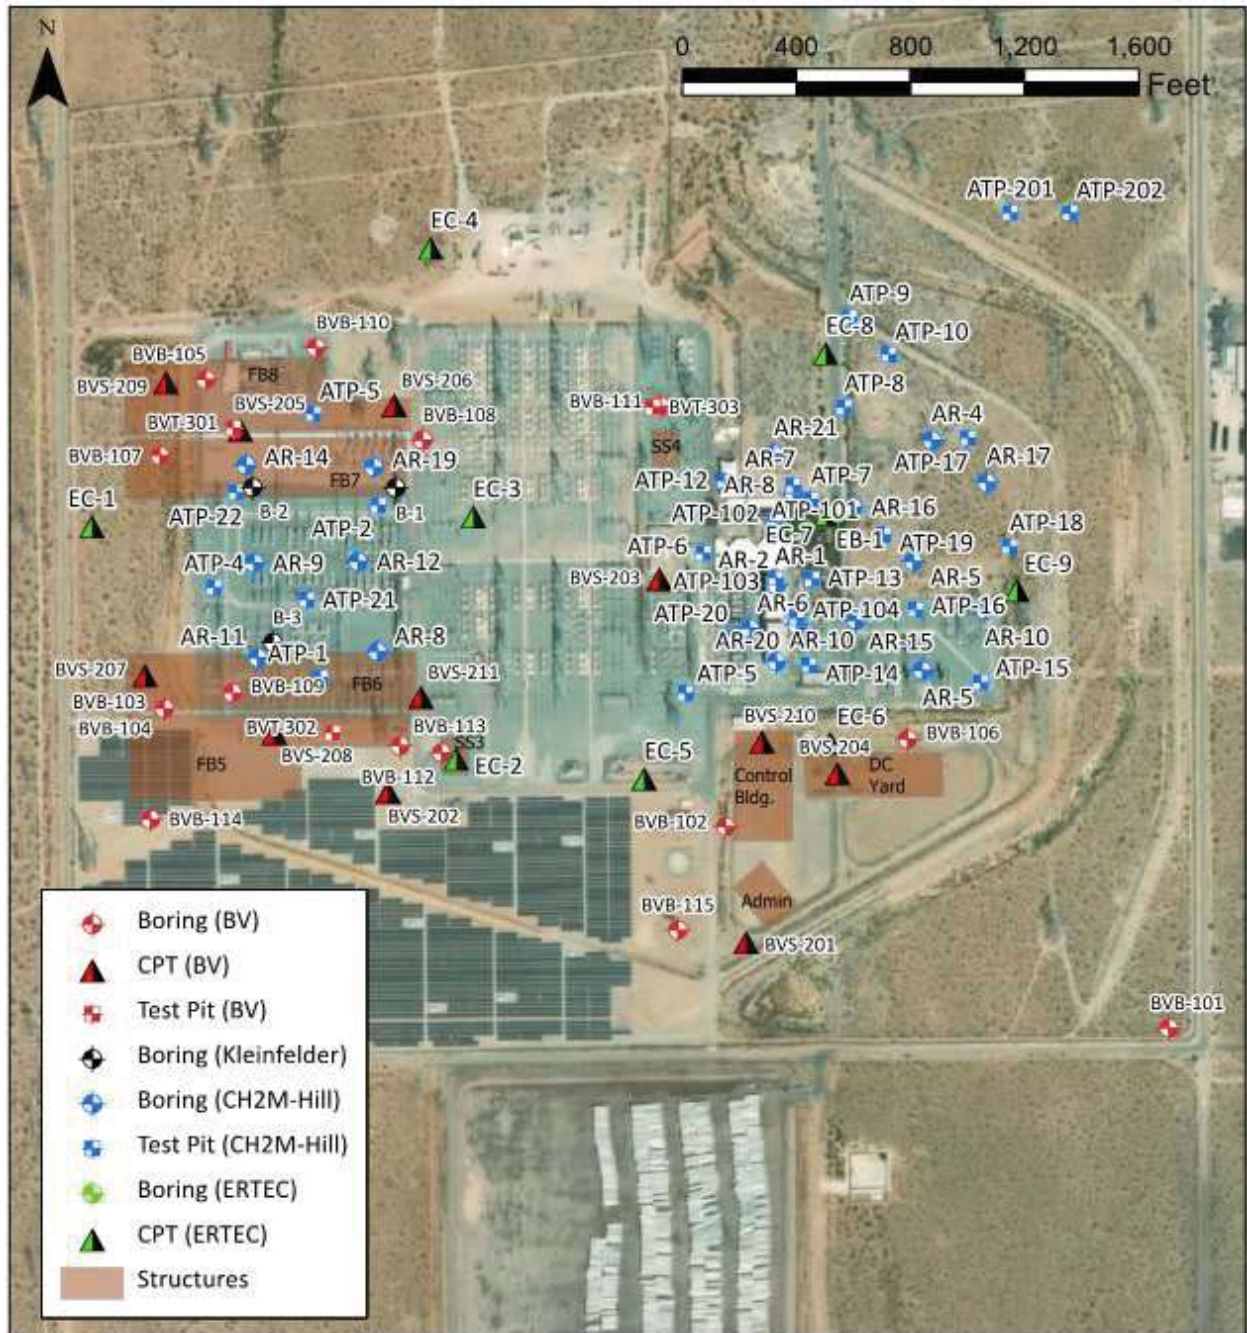 N
0 400 800 1,200 1,600
Feet
ATP-201 ATP-202
EC-4
ATP-9
EC-8
ATP-10
BVB-110
BVB-105
FB8
BVS-209
ATP-5 BVS-206
BVS-205
ATP-8
BVB-111 BVT-303
BVT-301
BVB-108
AR-21 AR-4
BVB-107
AR-14
FB7
AR-19
SS4
AR-7
ATP-17
AR-17
ATP-12 AR-8 ATP-7
EC-1
ATP-22
B-2
ATP-2
B-1
EC-3
ATP-102 ATP-101 AR-16
EC-7 EB-1
ATP-18
ATP-6
AR-2 AR-1 ATP-19
ATP-4 AR-9 AR-12
BVS-203 ATP-103 ATP-13 AR-5 EC-9
ATP-21
B-3
ATP-20 AR-6 ATP-104 ATP-16
AR-11 ATP-1 AR-8
AR-20 AR-10 AR-15 AR-10
BVS-207
BVB-109
FB6
BVS-211
ATP-5 ATP-14 AR-5 ATP-15
BVB-103
BVB-104
BVT-302
BVS-208
BVB-113
SS3
EC-2
BVS-210 EC-6
BVS-204
BVB-106
FB5
BVB-112
BVS-202
EC-5
Control
Bldg.
DC
Yard
BVB-114
BVB-102
Admin
BVB-115
BVS-201
BVB-101
Boring (BV)
CPT (BV)
Test Pit (BV)
Boring (Kleinfelder)
Boring (CH2M-Hill)
Test Pit (CH2M-Hill)
Boring (ERTEC)
CPT (ERTEC)
Structures